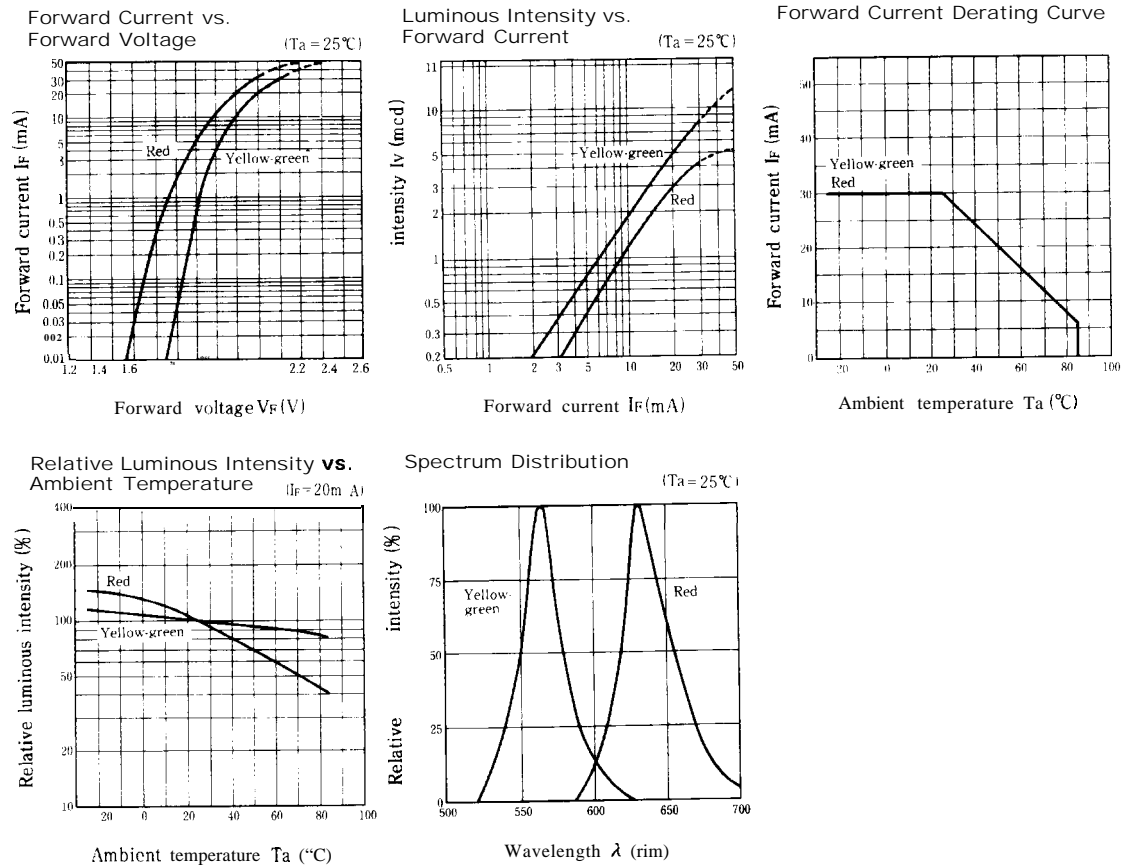 Forward Current vs.
Forward Voltage
(Ta=25℃)
50
30
20
10
5
3
1
0.5
0.3
0.1
0.05
0.03
002
0.01
1.2 1.4 1.6 2.2 2.4 2.6
Red
Yellow-green
Forward current IF (mA)
Forward voltage VF(V)
Luminous Intensity vs.
Forward Current
(Ta=25℃)
11
10
5
3
2
1
0.5
0.3
0.2
0.5 1 2 3 5 10 20 30 50
Yellow-green
Red
intensity IV (mcd)
Forward current IF(mA)
Forward Current Derating Curve
50
40
30
20
10
0
20 0 20 40 60 80 100
Yellow-green
Red
Forward current IF (mA)
Ambient temperature Ta (℃)
Relative Luminous Intensity vs.
Ambient Temperature
(IF=20m A)
400
200
100
50
20
10
20 0 20 40 60 80 100
Red
Yellow-green
Relative luminous intensity (%)
Ambient temperature Ta (“C)
Spectrum Distribution
(Ta=25℃)
100
75
50
25
0
500 550 600 650 700
Yellow-
green
Red
Relative intensity (%)
Wavelength λ (rim)